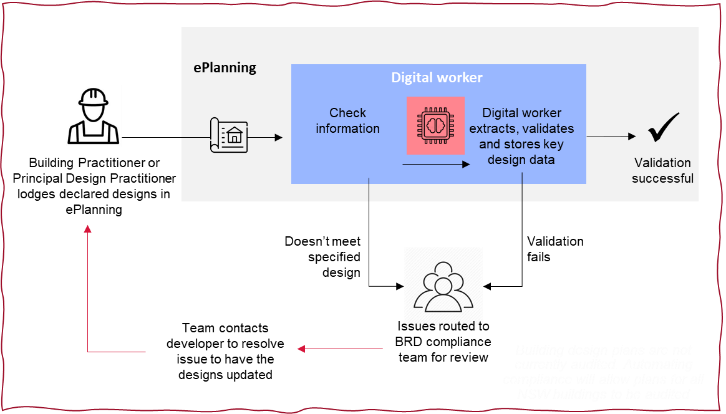 ePlanning
Digital worker
Check
information
Digital worker
extracts, validates
and stores key
design data
Building Practitioner or
Principal Design Practitioner
lodges declared designs in
ePlanning
Validation
successful
Doesn't meet
specified
design
Validation
fails
Issues routed to
BRD compliance
team for review
Team contacts
developer to resolve
issue to have the
designs updated